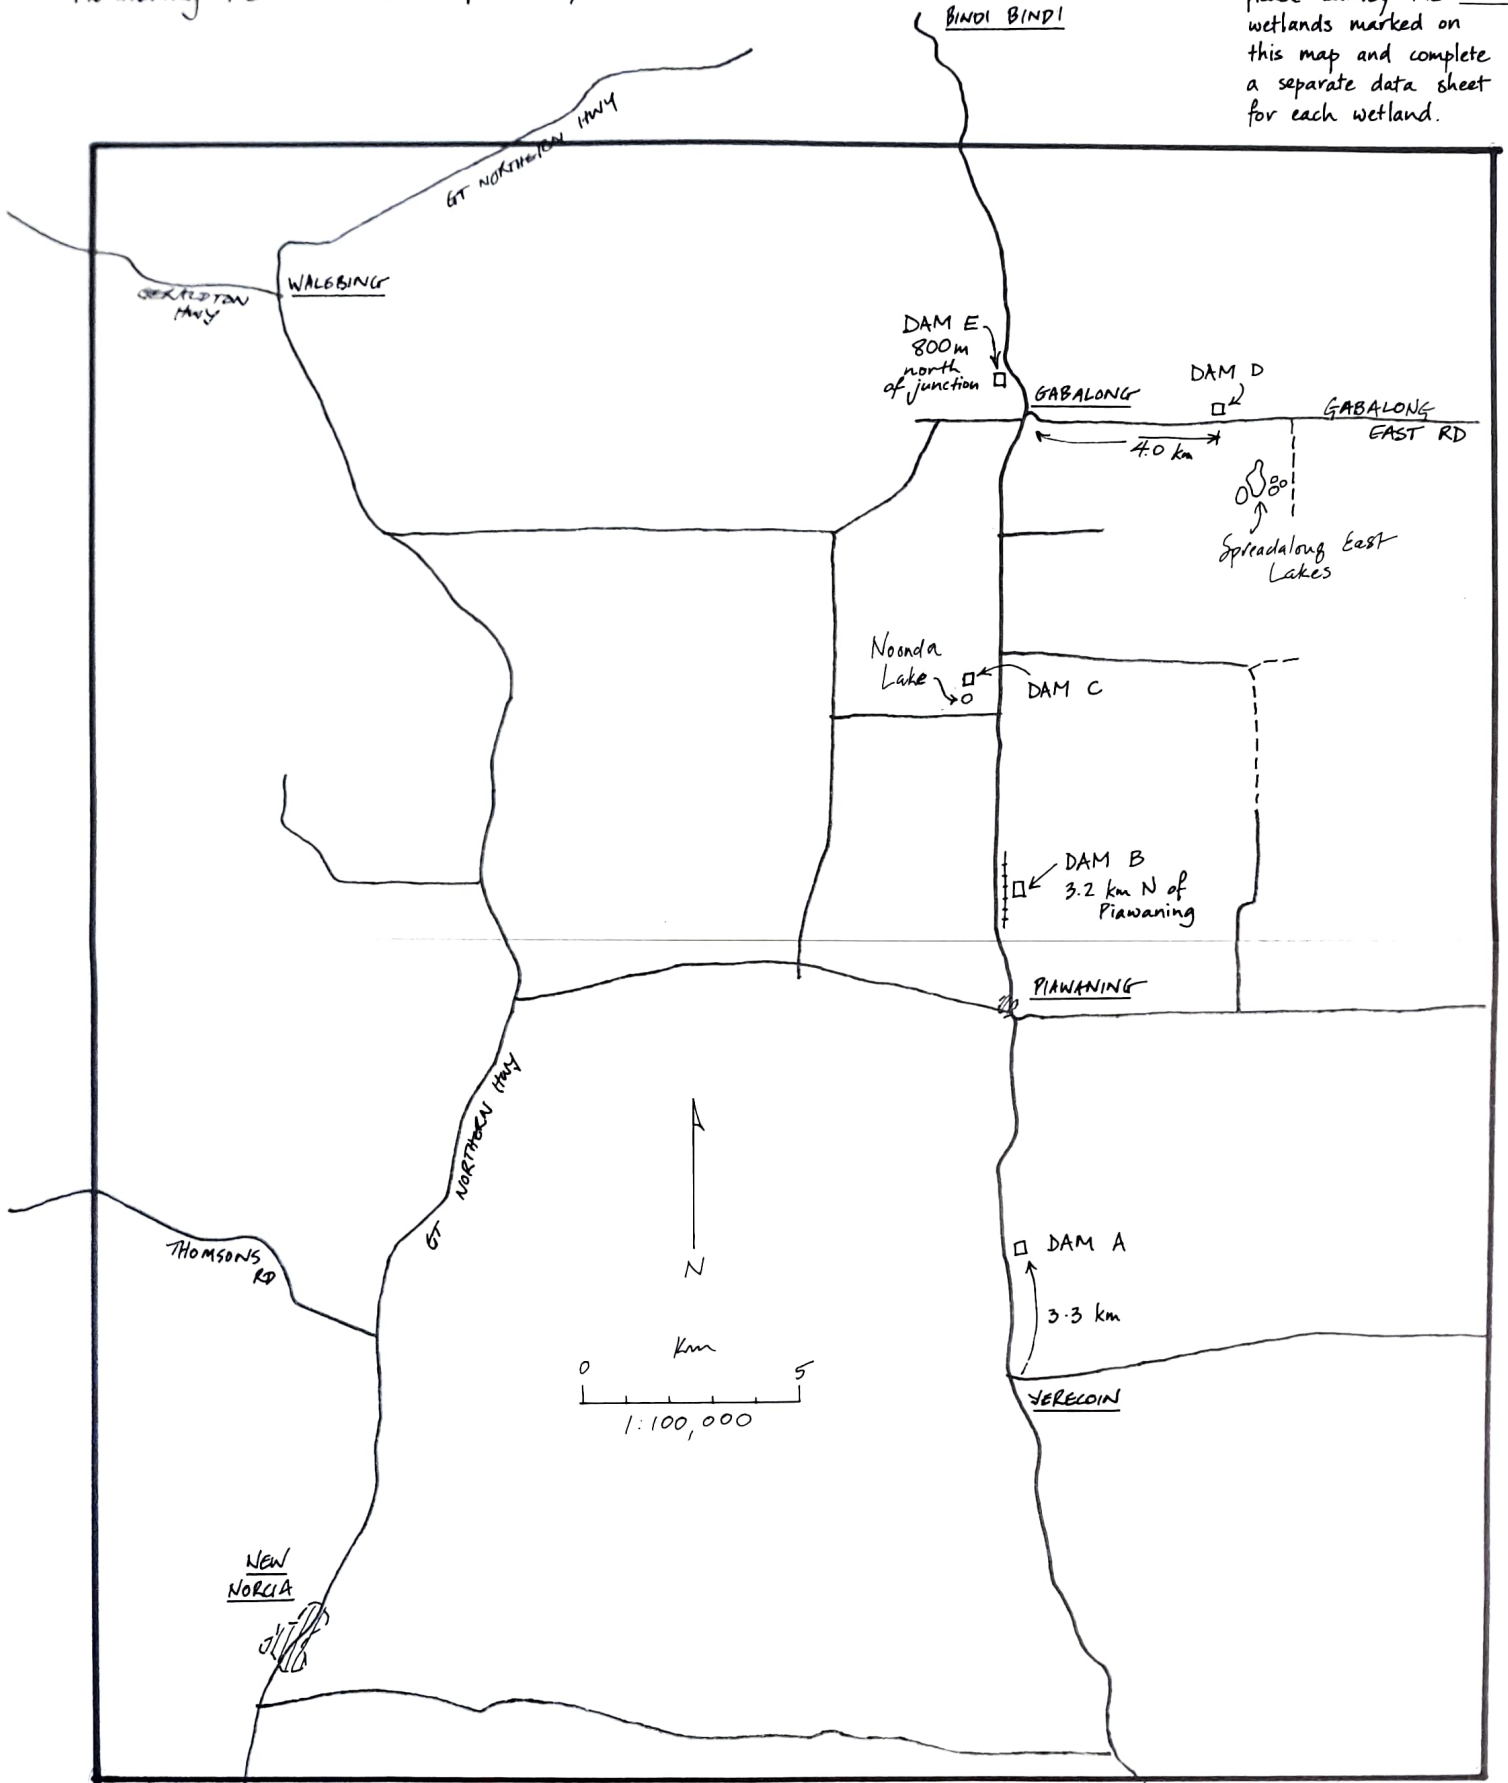 BINDI BINDI
wetlands marked on
this map and complete
a separate data sheet
for each wetland.
GT NORTHERN HWY
WALEBING
GERALDTON
HWY
DAM E
800m
north
of junction
GABALONG
DAM D
GABALONG
EAST RD
4.0 km
Spreadalong East
Lakes
Noonda
Lake
DAM C
DAM B
3.2 km N of
Piawaning
PIAWANING
GT NORTHERN HWY
N
THOMSONS
RD
DAM A
3.3 km
Km
0 5
1:100,000
YERECOIN
NEW
NORCIA